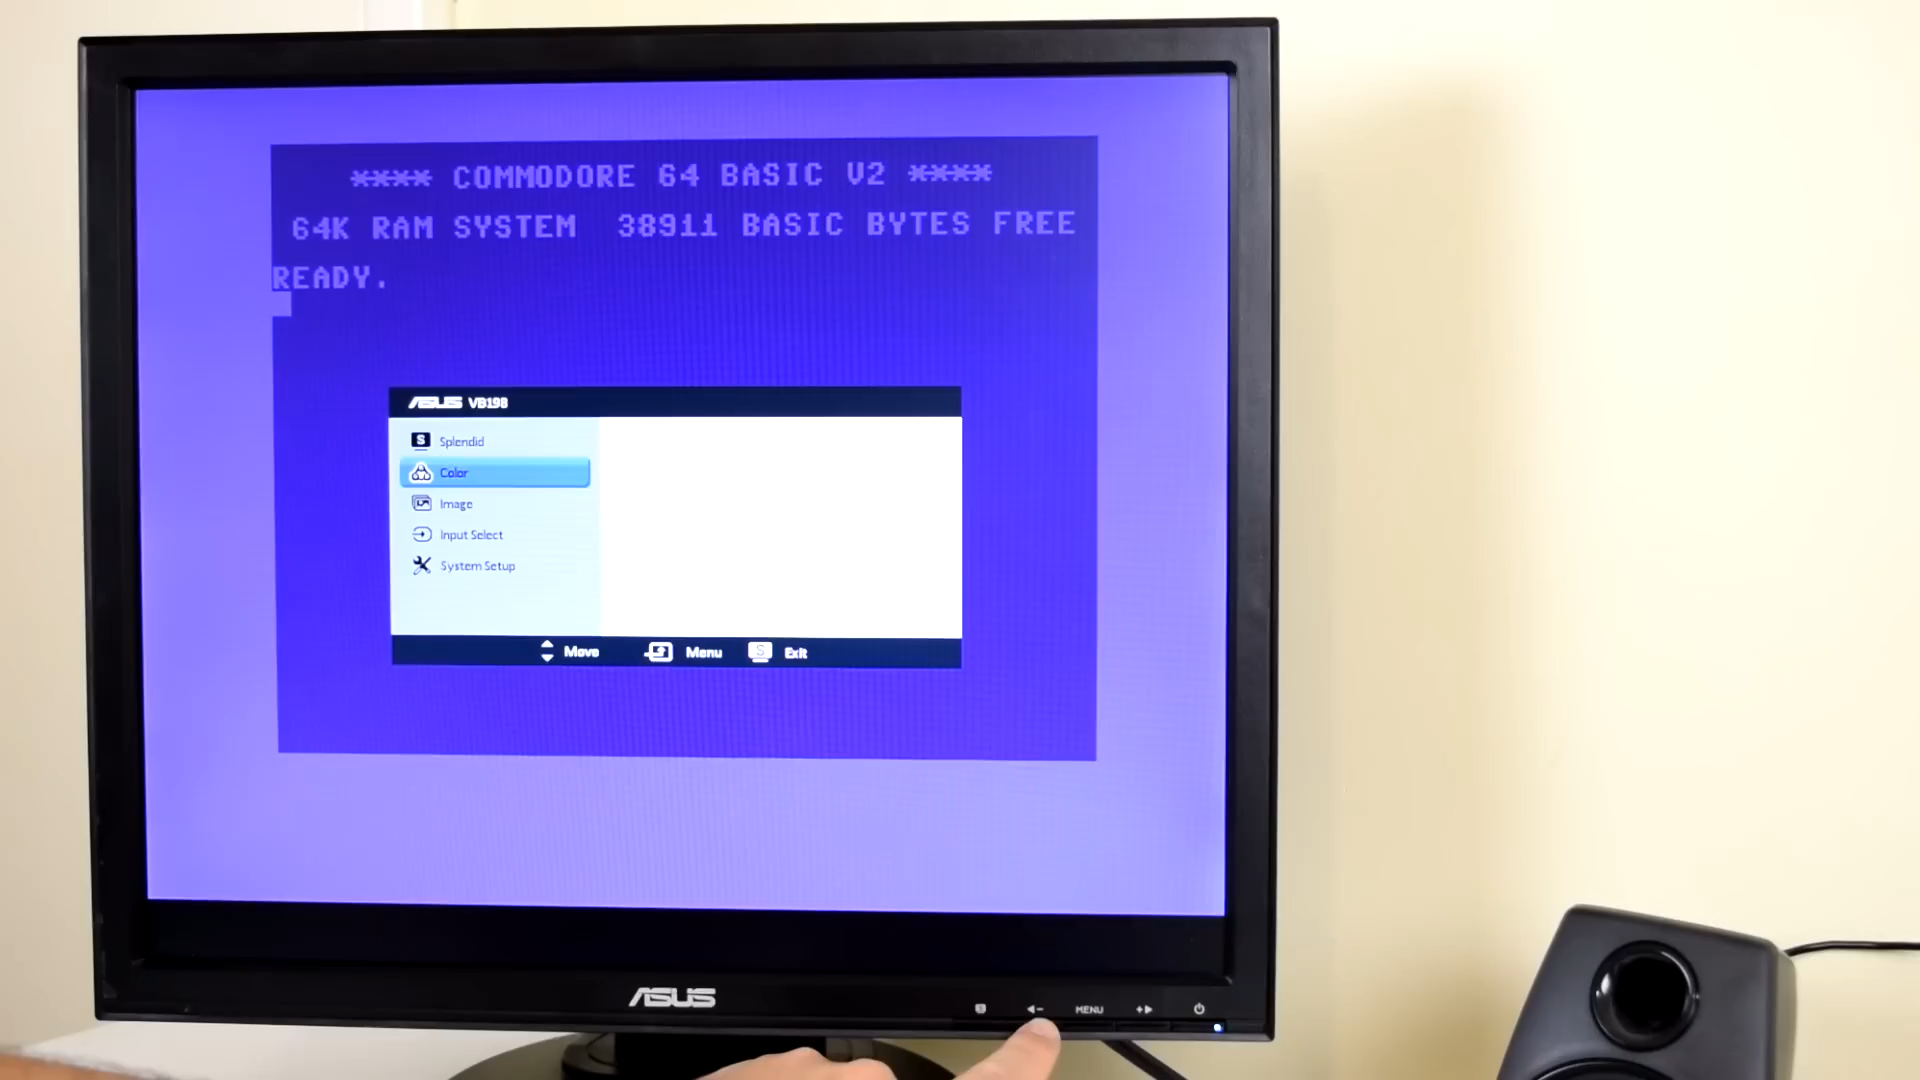 **** COMMODORE 64 BASIC V2 ****
64K RAM SYSTEM  38911 BASIC BYTES FREE
READY.
ASUS VB19B
S Splendid
Color
Image
Input Select
System Setup
Move Menu S Exit
ASUS
S ◀- MENU +▶